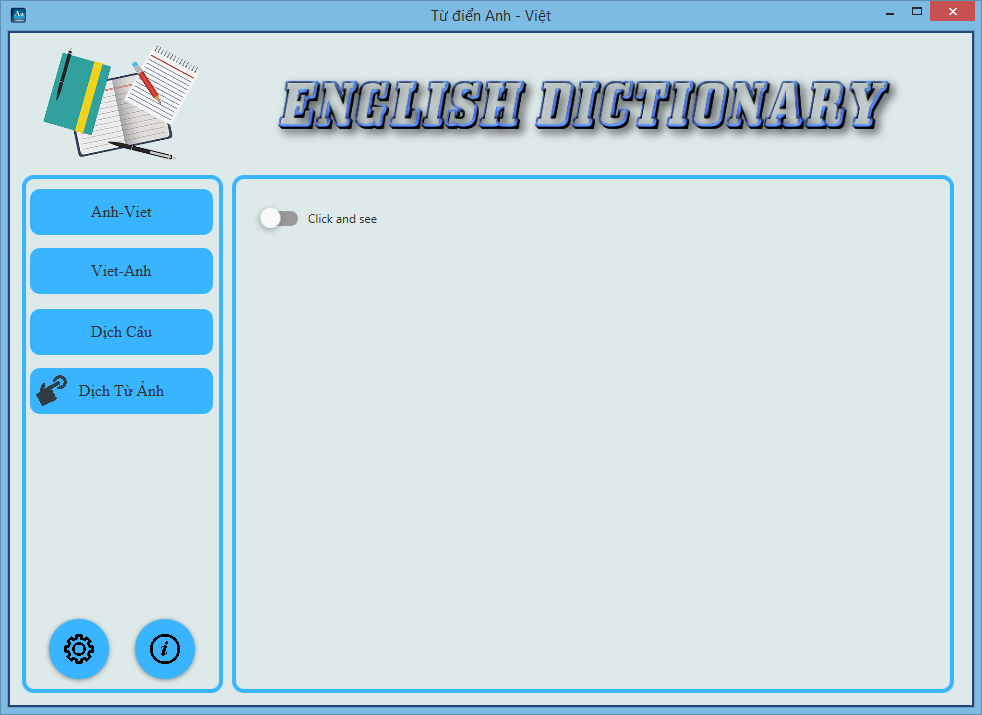 Từ điển Anh - Việt
ENGLISH DICTIONARY
Anh-Viet
Viet-Anh
Dịch Câu
Dịch Từ Ảnh
Click and see